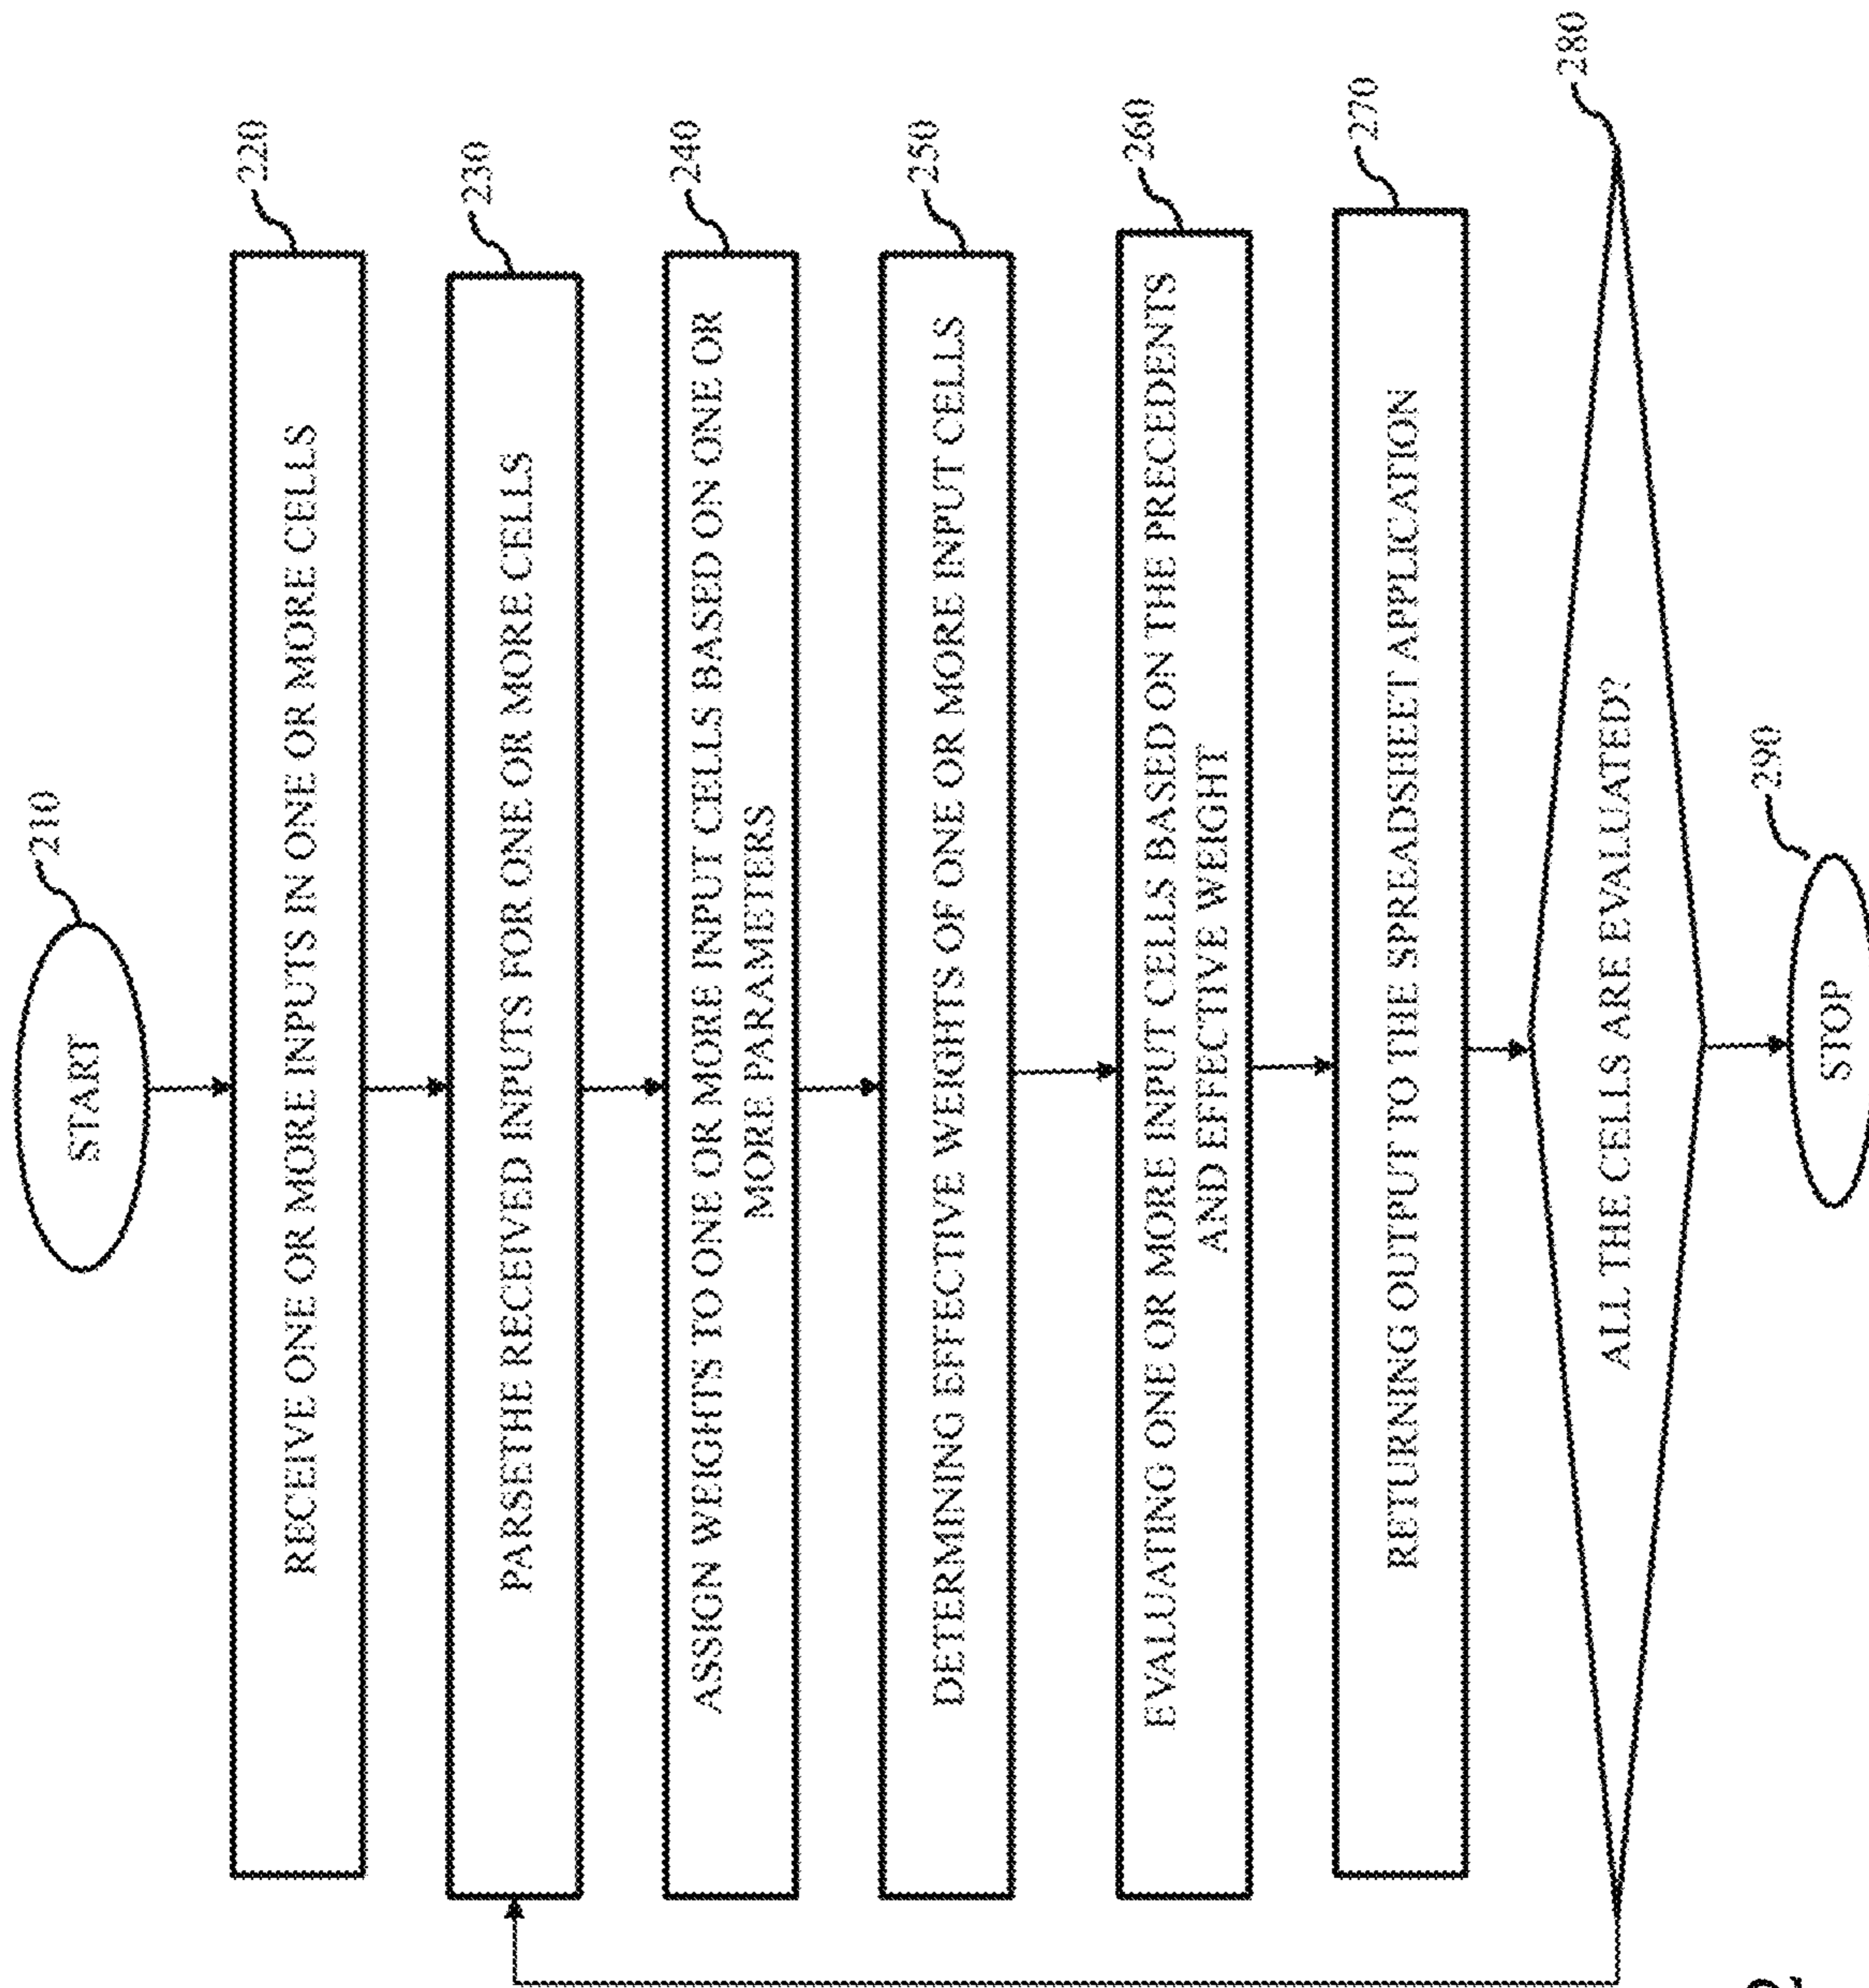 START
210
RECEIVE ONE OR MORE INPUTS IN ONE OR MORE CELLS
220
PARSETHE RECEIVED INPUTS FOR ONE OR MORE CELLS
230
ASSIGN WEIGHTS TO ONE OR MORE INPUT CELLS BASED ON ONE OR
MORE PARAMETERS
240
DETERMINING EFFECTIVE WEIGHTS OF ONE OR MORE INPUT CELLS
250
EVALUATING ONE OR MORE INPUT CELLS BASED ON THE PRECEDENTS
AND EFFECTIVE WEIGHT
260
RETURNING OUTPUT TO THE SPREADSHEET APPLICATION
270
ALL THE CELLS ARE EVALUATED?
280
STOP
290